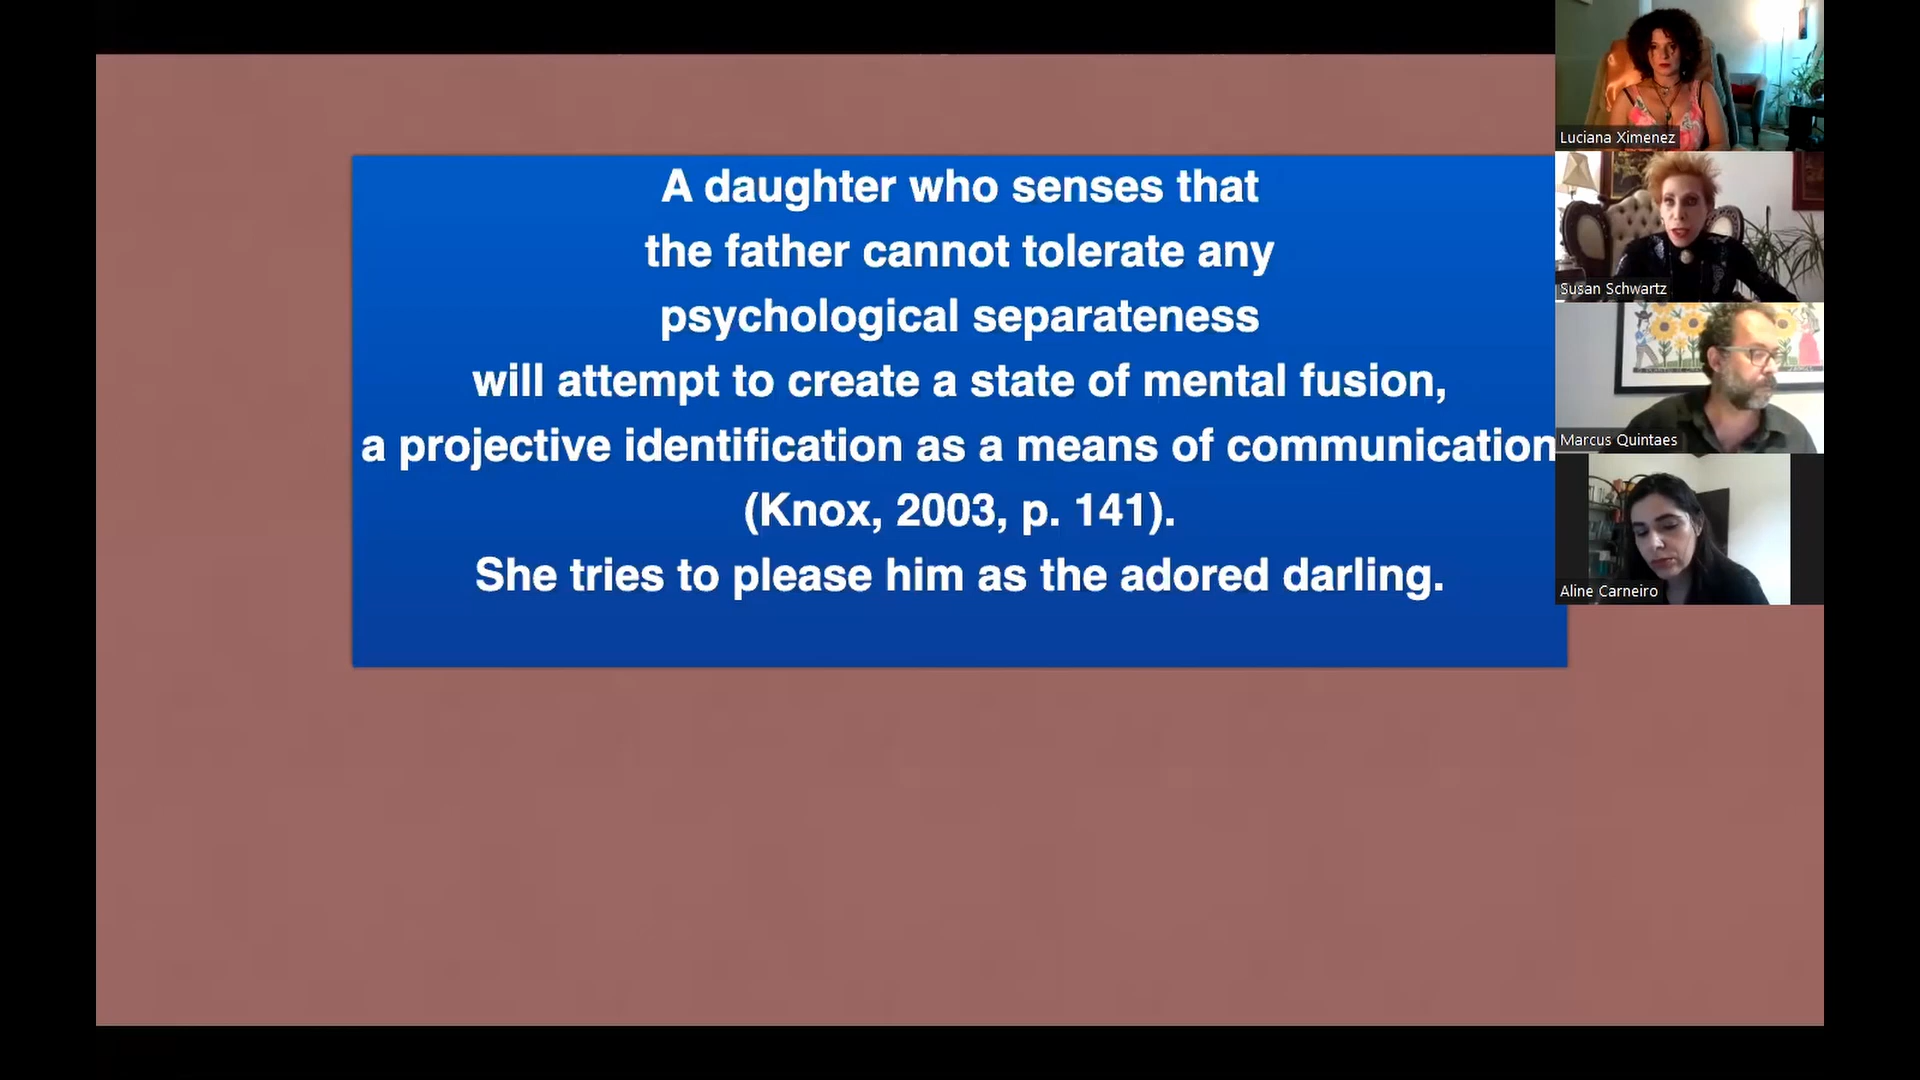 A daughter who senses that
the father cannot tolerate any
psychological separateness
will attempt to create a state of mental fusion,
a projective identification as a means of communication
(Knox, 2003, p. 141).
She tries to please him as the adored darling.
Luciana Ximenez
Susan Schwartz
Marcus Quintaes
Aline Carneiro